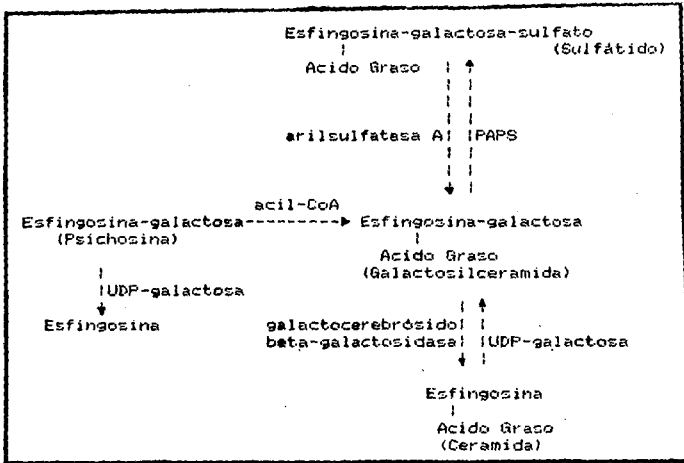 Esfingosina-galactosa-sulfato
(Sulfátido)
Acido Graso
arilsulfatasa A PAPS
acil-CoA
Esfingosina-galactosa Esfingosina-galactosa
(Psichosina) Acido Graso
(Galactosilceramida)
UDP-galactosa
Esfingosina galactocerebrósido
beta-galactosidasa UDP-galactosa
Esfingosina
Acido Graso
(Ceramida)